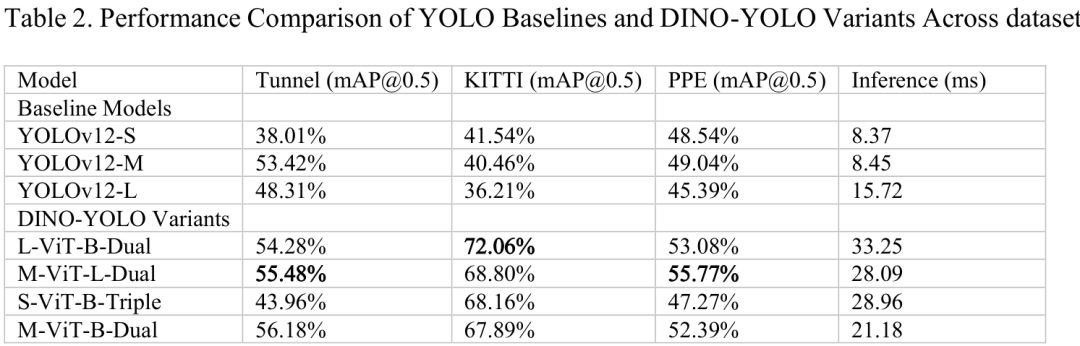 Table 2. Performance Comparison of YOLO Baselines and DINO-YOLO Variants Across dataset
Model Tunnel (mAP@0.5) KITTI (mAP@0.5) PPE (mAP@0.5) Inference (ms)
Baseline Models
YOLOv12-S 38.01% 41.54% 48.54% 8.37
YOLOv12-M 53.42% 40.46% 49.04% 8.45
YOLOv12-L 48.31% 36.21% 45.39% 15.72
DINO-YOLO Variants
L-ViT-B-Dual 54.28% 72.06% 53.08% 33.25
M-ViT-L-Dual 55.48% 68.80% 55.77% 28.09
S-ViT-B-Triple 43.96% 68.16% 47.27% 28.96
M-ViT-B-Dual 56.18% 67.89% 52.39% 21.18